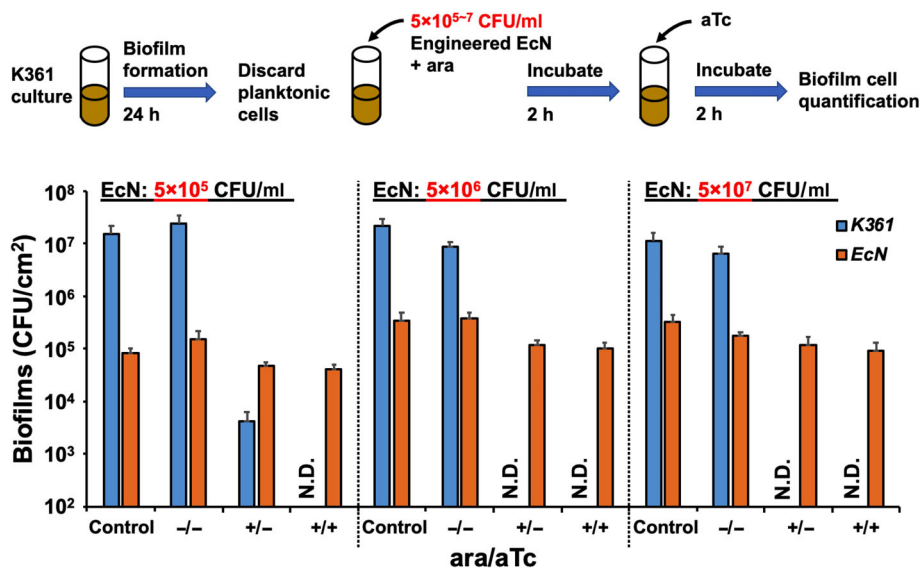 K361
culture
Biofilm
formation
24 h
Discard
planktonic
cells
5×10⁵⁻⁷ CFU/ml
Engineered EcN
+ ara
Incubate
2 h
aTc
Incubate
2 h
Biofilm cell
quantification
Biofilms (CFU/cm²)
10⁸
10⁷
10⁶
10⁵
10⁴
10³
10²
EcN: 5×10⁵ CFU/ml
EcN: 5×10⁶ CFU/ml
EcN: 5×10⁷ CFU/ml
K361
EcN
N.D.
N.D.
N.D.
N.D.
N.D.
Control –/– +/– +/+ Control –/– +/– +/+ Control –/– +/– +/+
ara/aTc